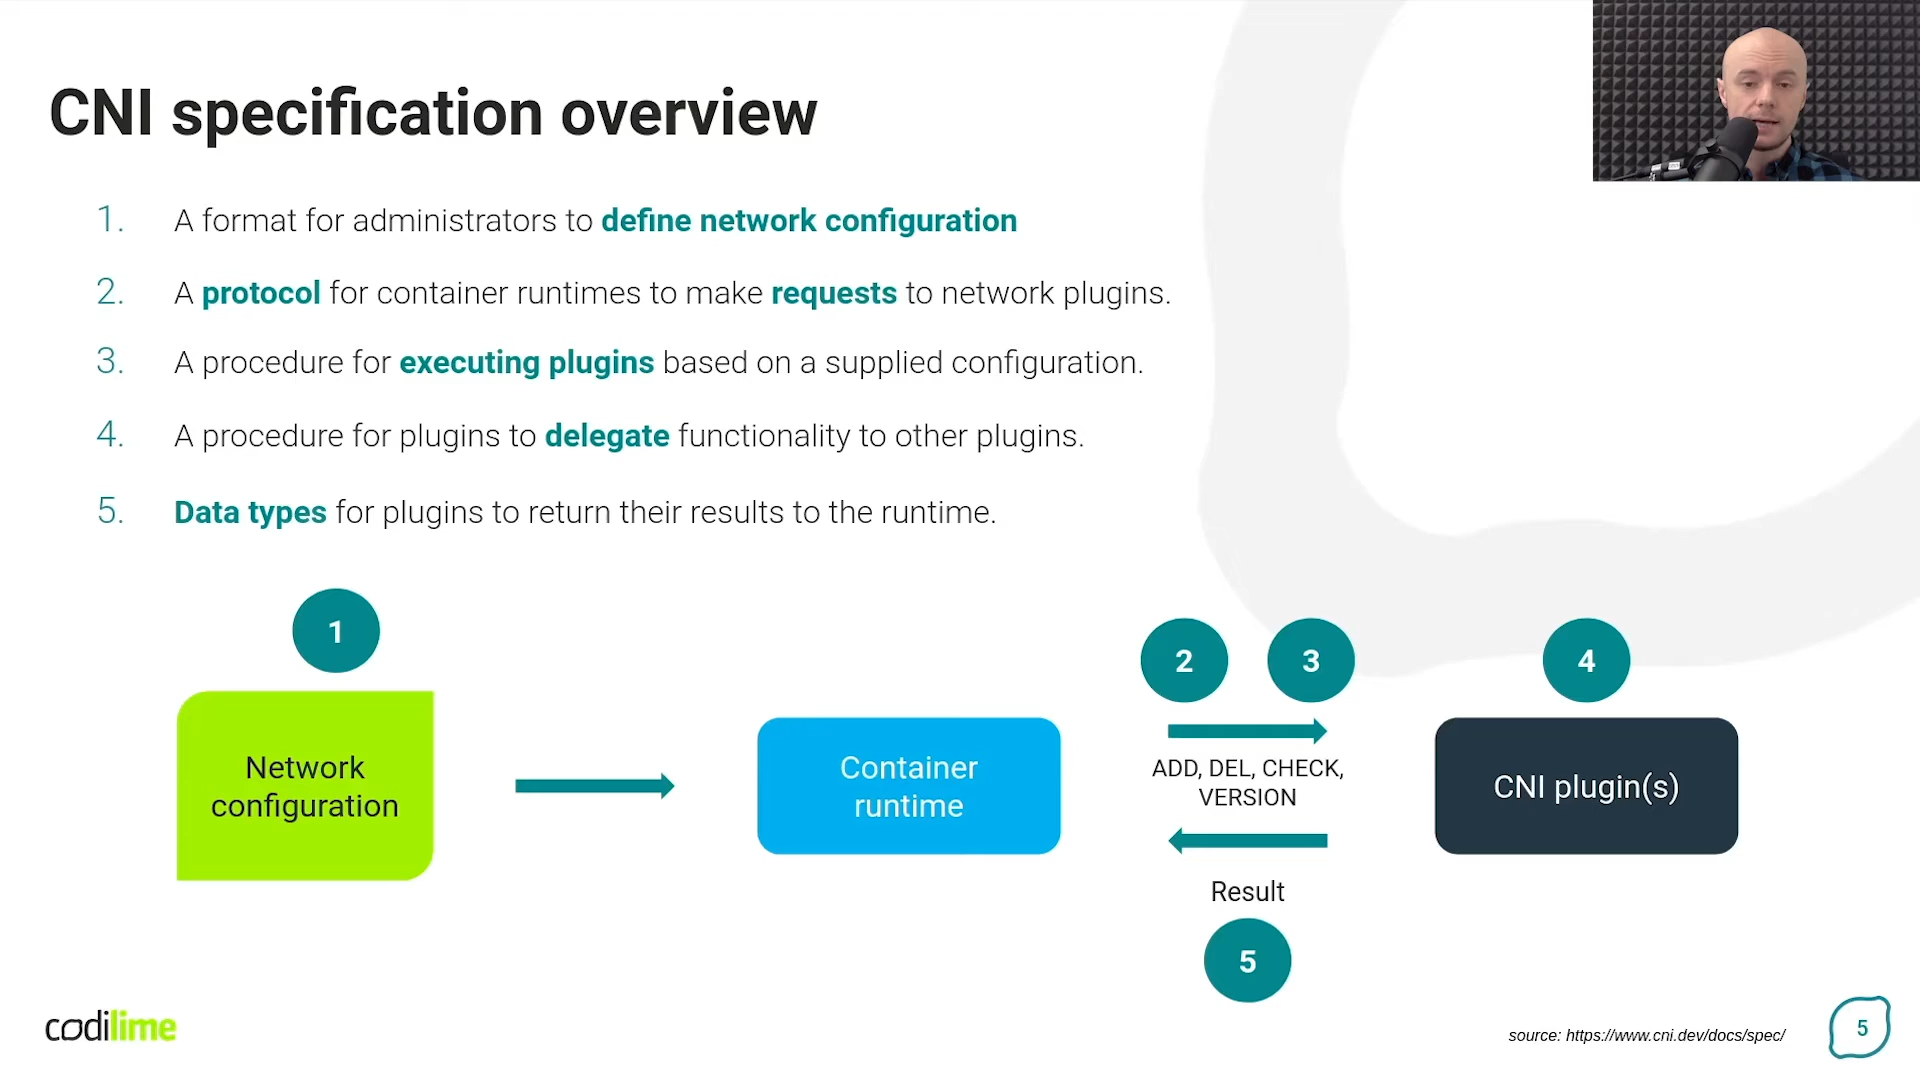 CNI specification overview
1. A format for administrators to define network configuration
2. A protocol for container runtimes to make requests to network plugins.
3. A procedure for executing plugins based on a supplied configuration.
4. A procedure for plugins to delegate functionality to other plugins.
5. Data types for plugins to return their results to the runtime.
1
Network
configuration
Container
runtime
2 3
ADD, DEL, CHECK,
VERSION
Result
5
4
CNI plugin(s)
codilime
source: https://www.cni.dev/docs/spec/
5